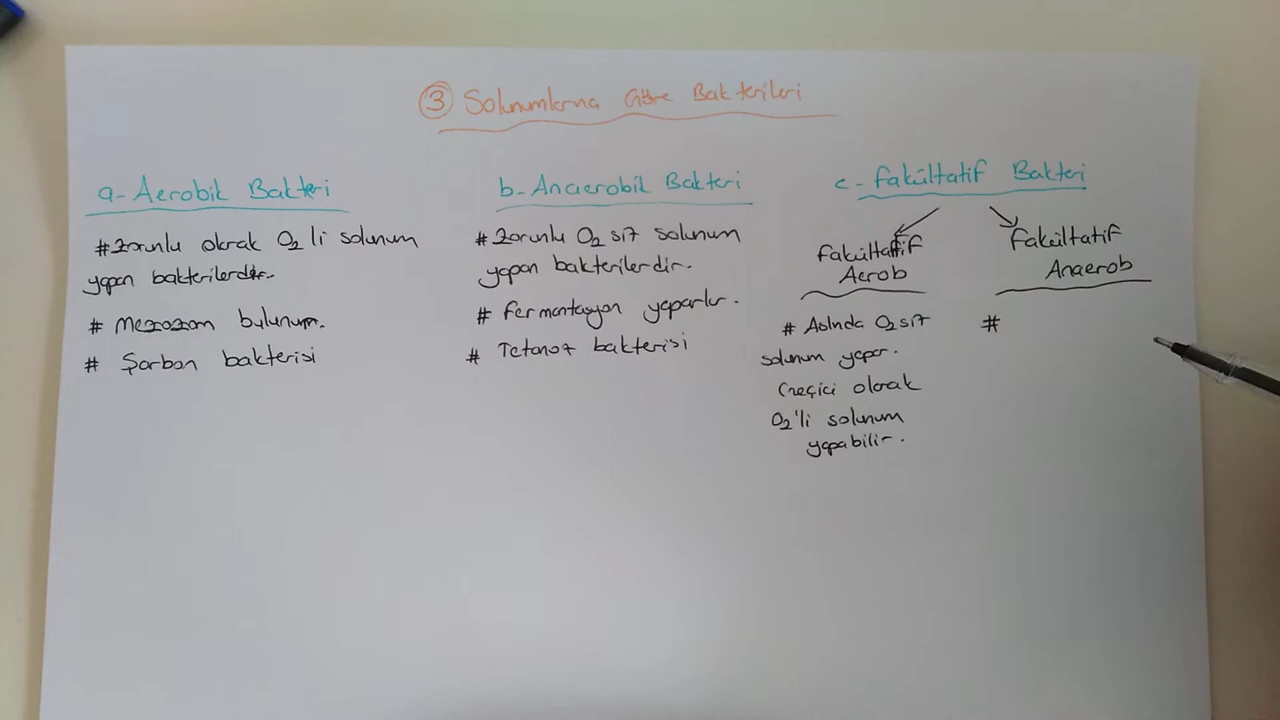 3 Solunumlarına Göre Bakterileri
a- Aerobik Bakteri
# Zorunlu olarak O2'li solunum
yapan bakterilerdir.
# Mezozom bulunur.
# Şarbon bakterisi
b- Anaerobik Bakteri
# Zorunlu O2 siz solunum
yapan bakterilerdir.
# Fermantasyon yaparlar.
# Tetanoz bakterisi
c- Fakültatif Bakteri
Fakültatif
Aerob
# Aslında O2 siz
solunum yapar.
Geçici olarak
O2'li solunum
yapabilir.
Fakültatif
Anaerob
#